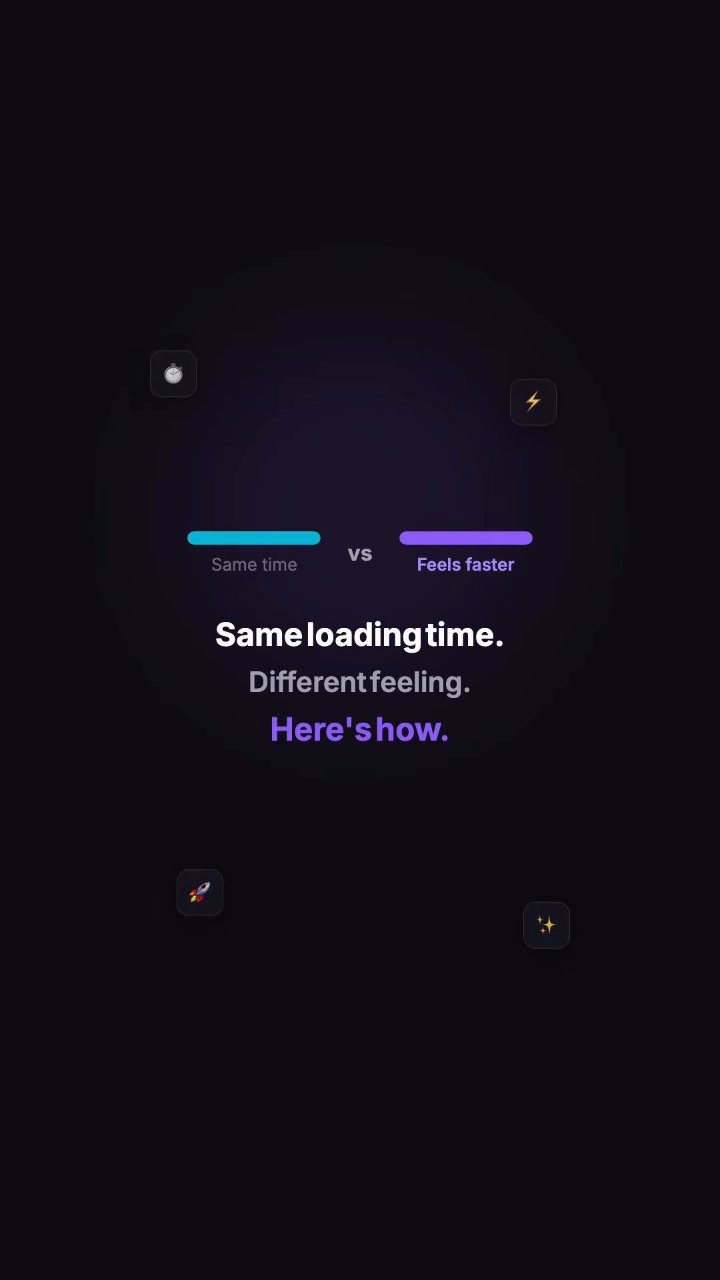 Same time
vs
Feels faster
Same loading time.
Different feeling.
Here's how.